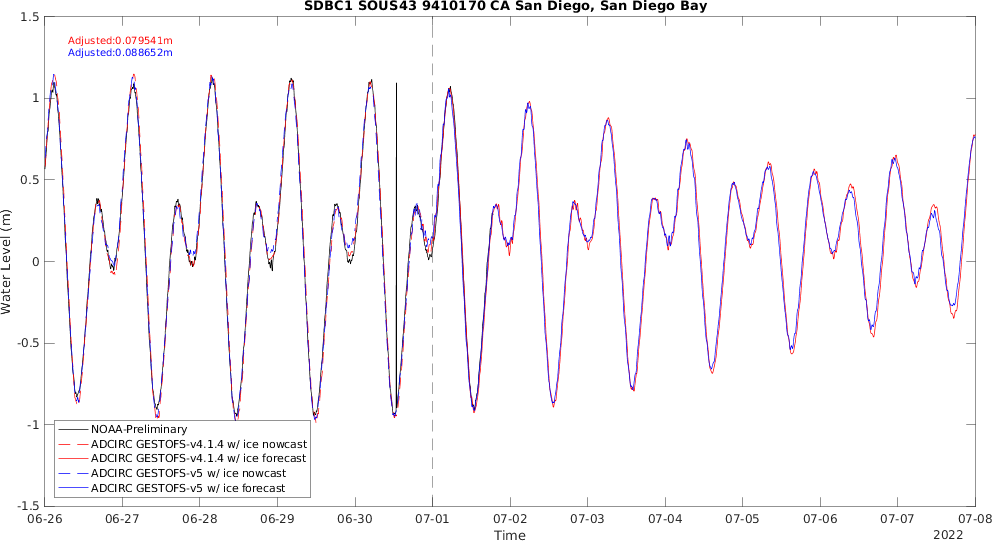 SDBC1 SOUS43 9410170 CA San Diego, San Diego Bay
1.5
Adjusted:0.079541m
Adjusted:0.088652m
1
0.5
0
-0.5
-1
-1.5
Water Level (m)
NOAA-Preliminary
ADCIRC GESTOFS-v4.1.4 w/ ice nowcast
ADCIRC GESTOFS-v4.1.4 w/ ice forecast
ADCIRC GESTOFS-v5 w/ ice nowcast
ADCIRC GESTOFS-v5 w/ ice forecast
06-26 06-27 06-28 06-29 06-30 07-01 07-02 07-03 07-04 07-05 07-06 07-07 07-08
Time
2022